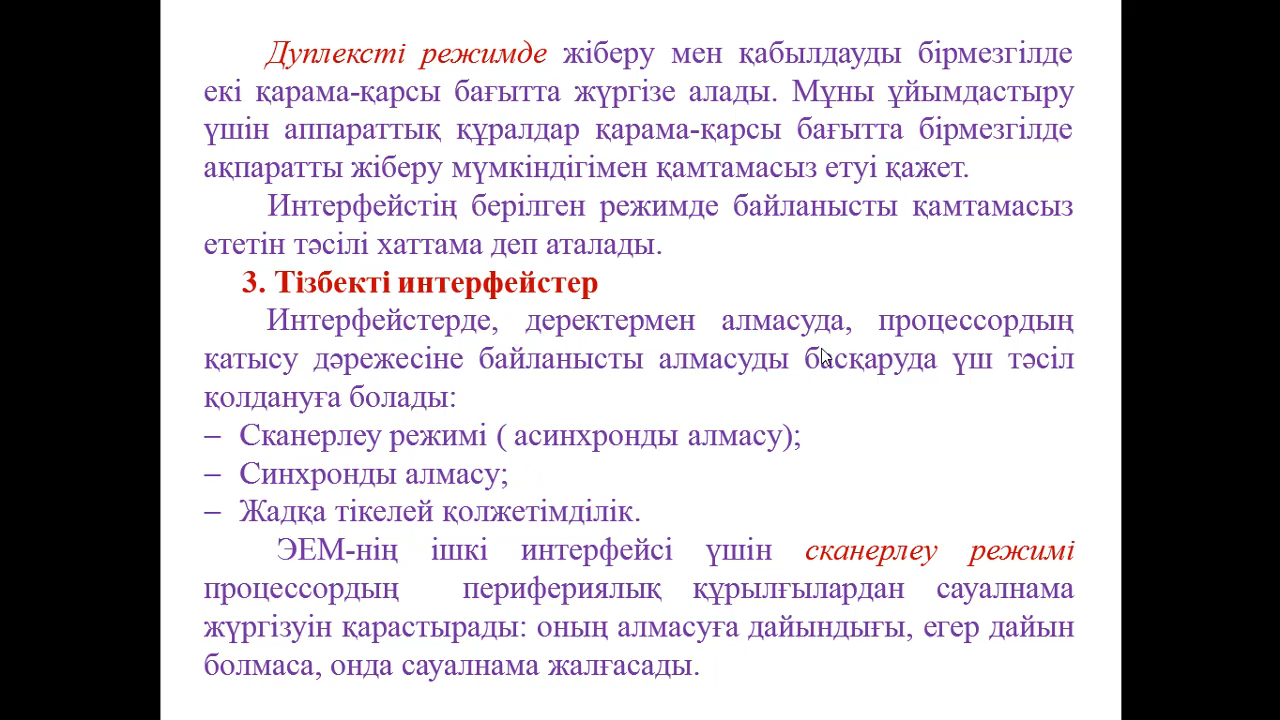 Дуплексті режимде жіберу мен қабылдауды бірмезгілде
екі қарама-қарсы бағытта жүргізе алады. Мұны ұйымдастыру
үшін аппараттық құралдар қарама-қарсы бағытта бірмезгілде
ақпаратты жіберу мүмкіндігімен қамтамасыз етуі қажет.
Интерфейстің берілген режимде байланысты қамтамасыз
ететін тәсілі хаттама деп аталады.
3. Тізбекті интерфейстер
Интерфейстерде, деректермен алмасуда, процессордың
қатысу дәрежесіне байланысты алмасуды басқаруда үш тәсіл
қолдануға болады:
– Сканерлеу режимі ( асинхронды алмасу);
– Синхронды алмасу;
– Жадқа тікелей қолжетімділік.
ЭЕМ-нің ішкі интерфейсі үшін сканерлеу режимі
процессордың перифериялық құрылғылардан сауалнама
жүргізуін қарастырады: оның алмасуға дайындығы, егер дайын
болмаса, онда сауалнама жалғасады.